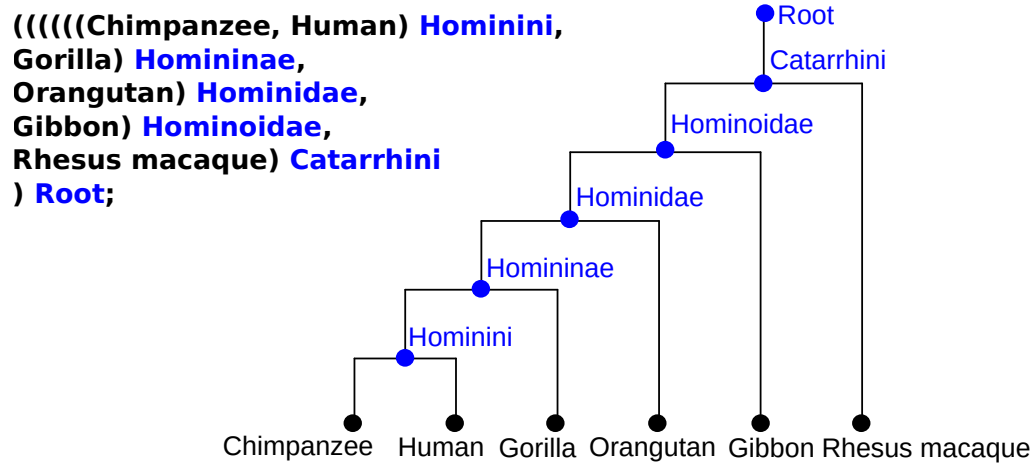 ((((((Chimpanzee, Human) Hominini,
Gorilla) Homininae,
Orangutan) Hominidae,
Gibbon) Hominoidae,
Rhesus macaque) Catarrhini
) Root;
Root
Catarrhini
Hominoidae
Hominidae
Homininae
Hominini
Chimpanzee Human Gorilla Orangutan Gibbon Rhesus macaque